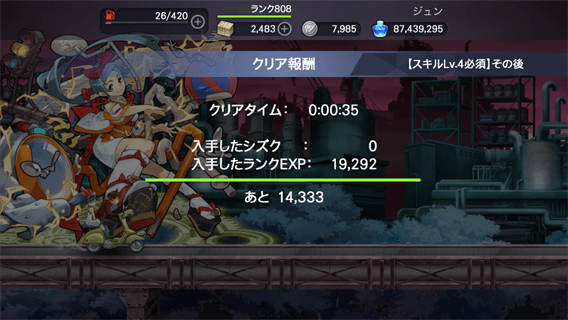 ランク808
26/420
2,483
7,985
ジュン
87,439,295
クリア報酬
【スキルLv.4必須】その後
クリアタイム： 0:00:35
入手したシズク ： 0
入手したランクEXP： 19,292
あと 14,333